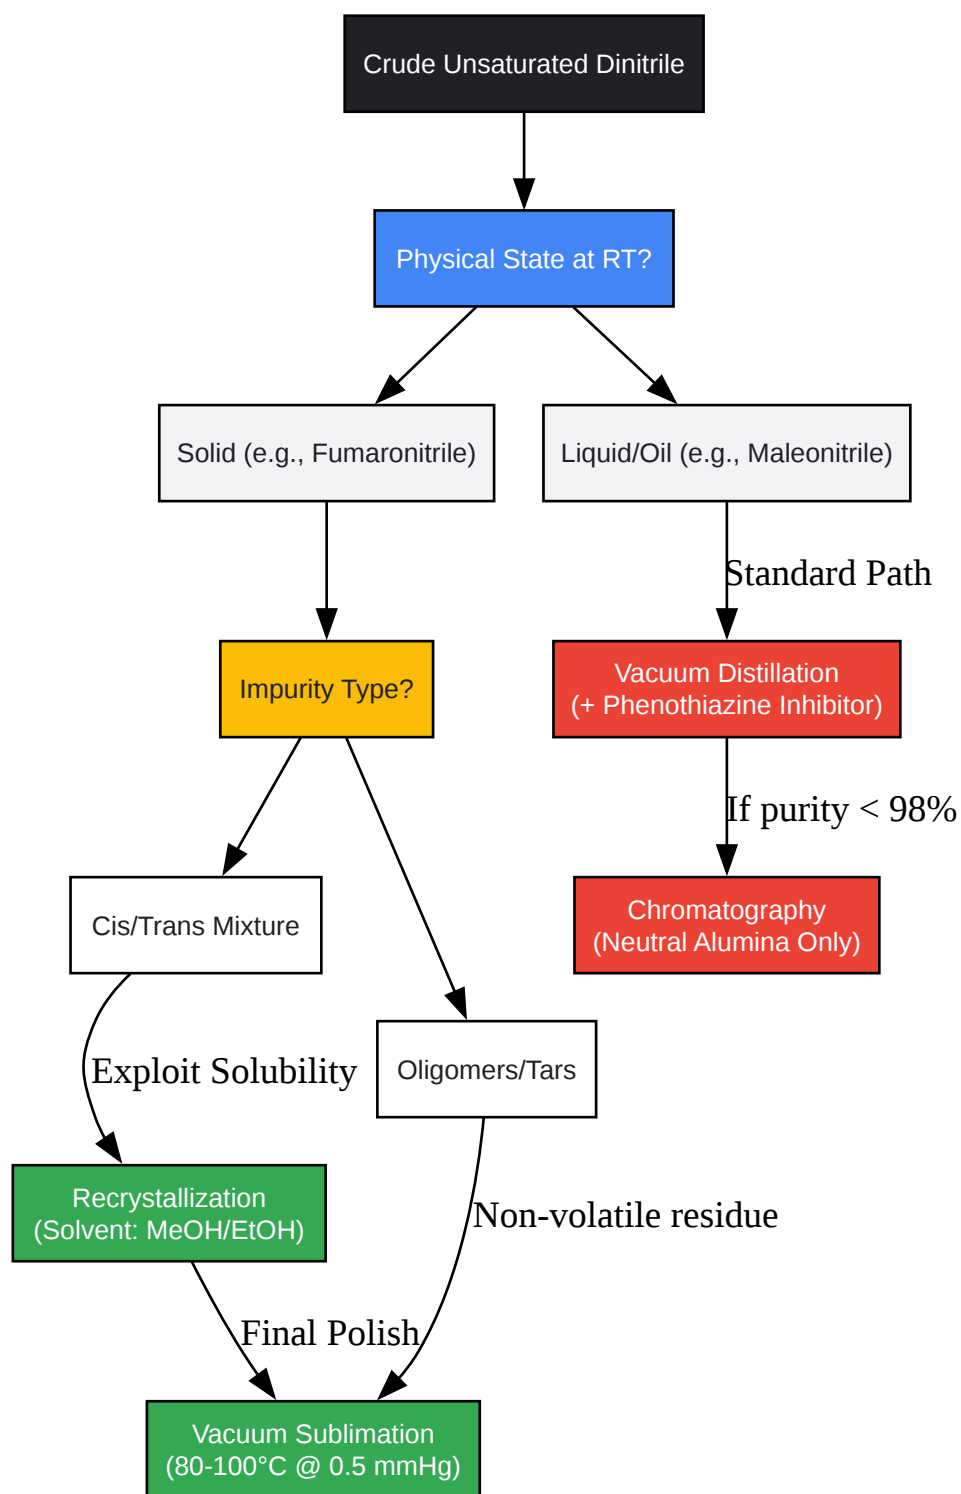 Crude Unsaturated Dinitrile
Physical State at RT?
Solid (e.g., Fumaronitrile)
Liquid/Oil (e.g., Maleonitrile)
Standard Path
Impurity Type?
Vacuum Distillation
(+ Phenothiazine Inhibitor)
If purity < 98%
Cis/Trans Mixture
Chromatography
(Neutral Alumina Only)
Exploit Solubility
Oligomers/Tars
Recrystallization
(Solvent: MeOH/EtOH)
Non-volatile residue
Final Polish
Vacuum Sublimation
(80-100°C @ 0.5 mmHg)